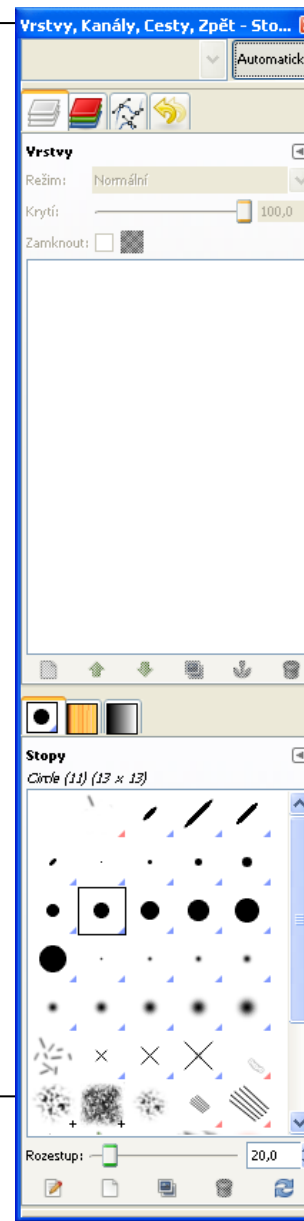 Vrstvy, Kanály, Cesty, Zpět - Sto...
Automatick
Vrstvy
Režim: Normální
Krytí: 100,0
Zamknout:
Stopy
Circle (11) (13 x 13)
Rozestup: 20,0